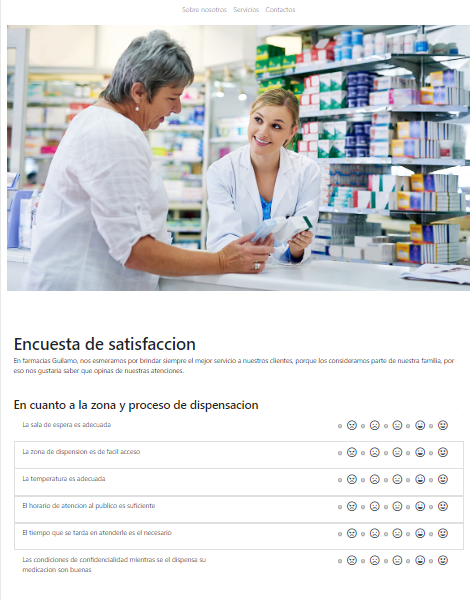 Sobre nosotros Servicios Contactos
Encuesta de satisfaccion
En farmacias Guilamo, nos esmeramos por brindar siempre el mejor servicio a nuestros clientes, porque los consideramos parte de nuestra familia, por
eso nos gustaria saber que opinas de nuestras atenciones.
En cuanto a la zona y proceso de dispensacion
La sala de espera es adecuada
La zona de dispension es de facil acceso
La temperatura es adecuada
El horario de atencion al publico es suficiente
El tiempo que se tarda en atenderle es el necesario
Las condiciones de confidencialidad mientras se el dispensa su
medicacion son buenas